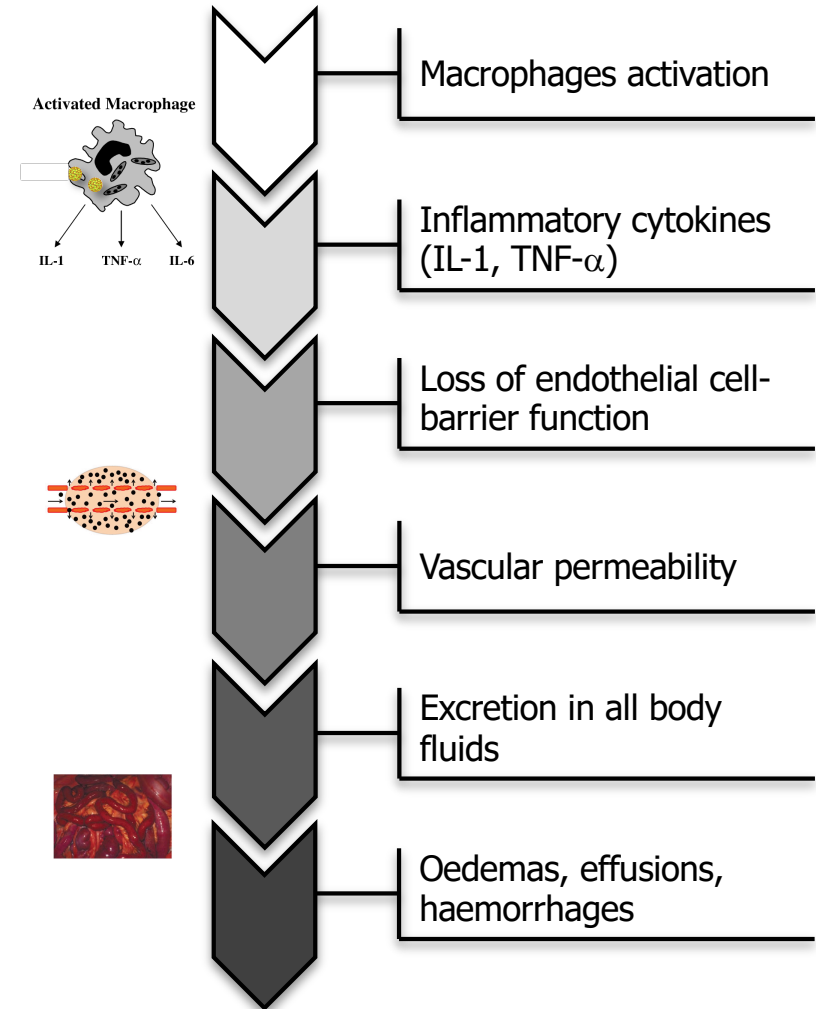 Macrophages activation
Activated Macrophage
IL-1 TNF-α IL-6
Inflammatory cytokines
(IL-1, TNF-α)
Loss of endothelial cell-
barrier function
Vascular permeability
Excretion in all body
fluids
Oedemas, effusions,
haemorrhages